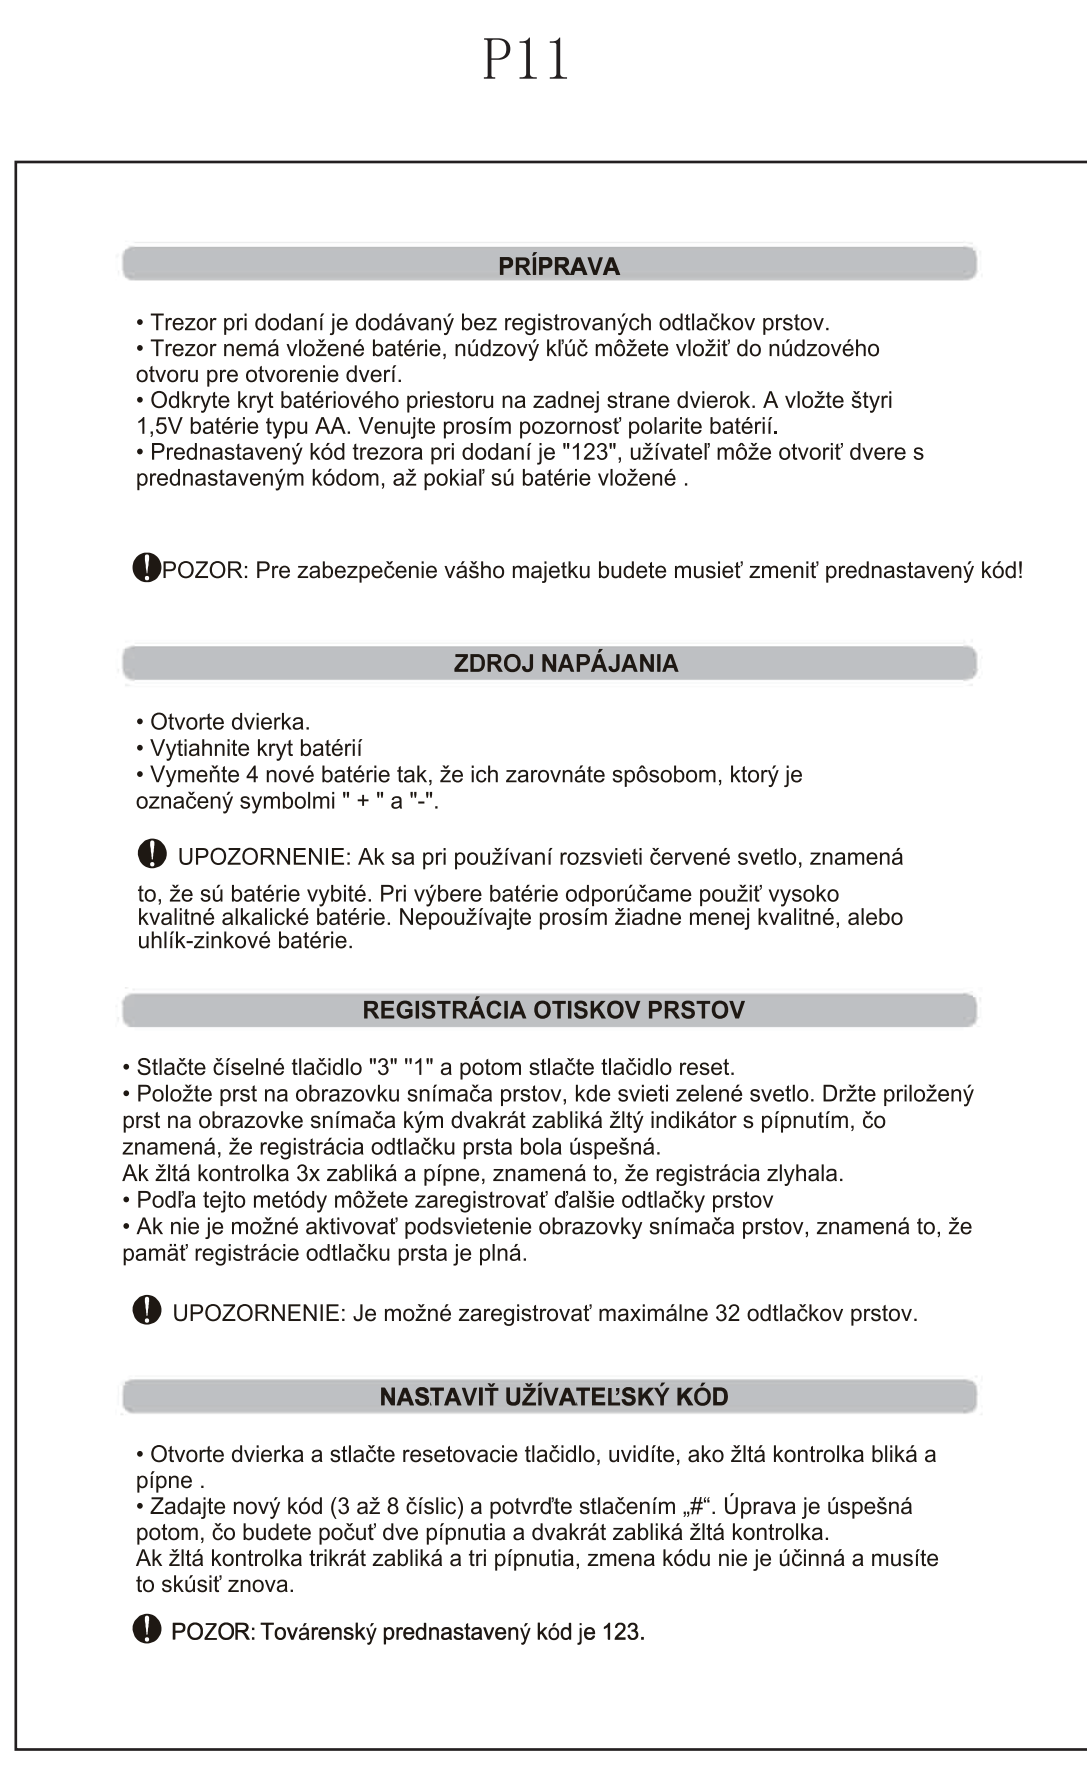 P11
PRÍPRAVA
• Trezor pri dodaní je dodávaný bez registrovaných odtlačkov prstov.
• Trezor nemá vložené batérie, núdzový kľúč môžete vložiť do núdzového
otvoru pre otvorenie dverí.
• Odkryte kryt batériového priestoru na zadnej strane dvierok. A vložte štyri
1,5V batérie typu AA. Venujte prosím pozornosť polarite batérií.
• Prednastavený kód trezora pri dodaní je "123", užívateľ môže otvoriť dvere s
prednastaveným kódom, až pokiaľ sú batérie vložené .
POZOR: Pre zabezpečenie vášho majetku budete musieť zmeniť prednastavený kód!
ZDROJ NAPÁJANIA
• Otvorte dvierka.
• Vytiahnite kryt batérií
• Vymeňte 4 nové batérie tak, že ich zarovnáte spôsobom, ktorý je
označený symbolmi " + " a "-".
UPOZORNENIE: Ak sa pri používaní rozsvieti červené svetlo, znamená
to, že sú batérie vybité. Pri výbere batérie odporúčame použiť vysoko
kvalitné alkalické batérie. Nepoužívajte prosím žiadne menej kvalitné, alebo
uhlík-zinkové batérie.
REGISTRÁCIA OTISKOV PRSTOV
• Stlačte číselné tlačidlo "3" "1" a potom stlačte tlačidlo reset.
• Položte prst na obrazovku snímača prstov, kde svieti zelené svetlo. Držte priložený
prst na obrazovke snímača kým dvakrát zabliká žltý indikátor s pípnutím, čo
znamená, že registrácia odtlačku prsta bola úspešná.
Ak žltá kontrolka 3x zabliká a pípne, znamená to, že registrácia zlyhala.
• Podľa tejto metódy môžete zaregistrovať ďalšie odtlačky prstov
• Ak nie je možné aktivovať podsvietenie obrazovky snímača prstov, znamená to, že
pamäť registrácie odtlačku prsta je plná.
UPOZORNENIE: Je možné zaregistrovať maximálne 32 odtlačkov prstov.
NASTAVIŤ UŽÍVATEĽSKÝ KÓD
• Otvorte dvierka a stlačte resetovacie tlačidlo, uvidíte, ako žltá kontrolka bliká a
pípne .
• Zadajte nový kód (3 až 8 číslic) a potvrďte stlačením „#“. Úprava je úspešná
potom, čo budete počuť dve pípnutia a dvakrát zabliká žltá kontrolka.
Ak žltá kontrolka trikrát zabliká a tri pípnutia, zmena kódu nie je účinná a musíte
to skúsiť znova.
POZOR: Továrenský prednastavený kód je 123.